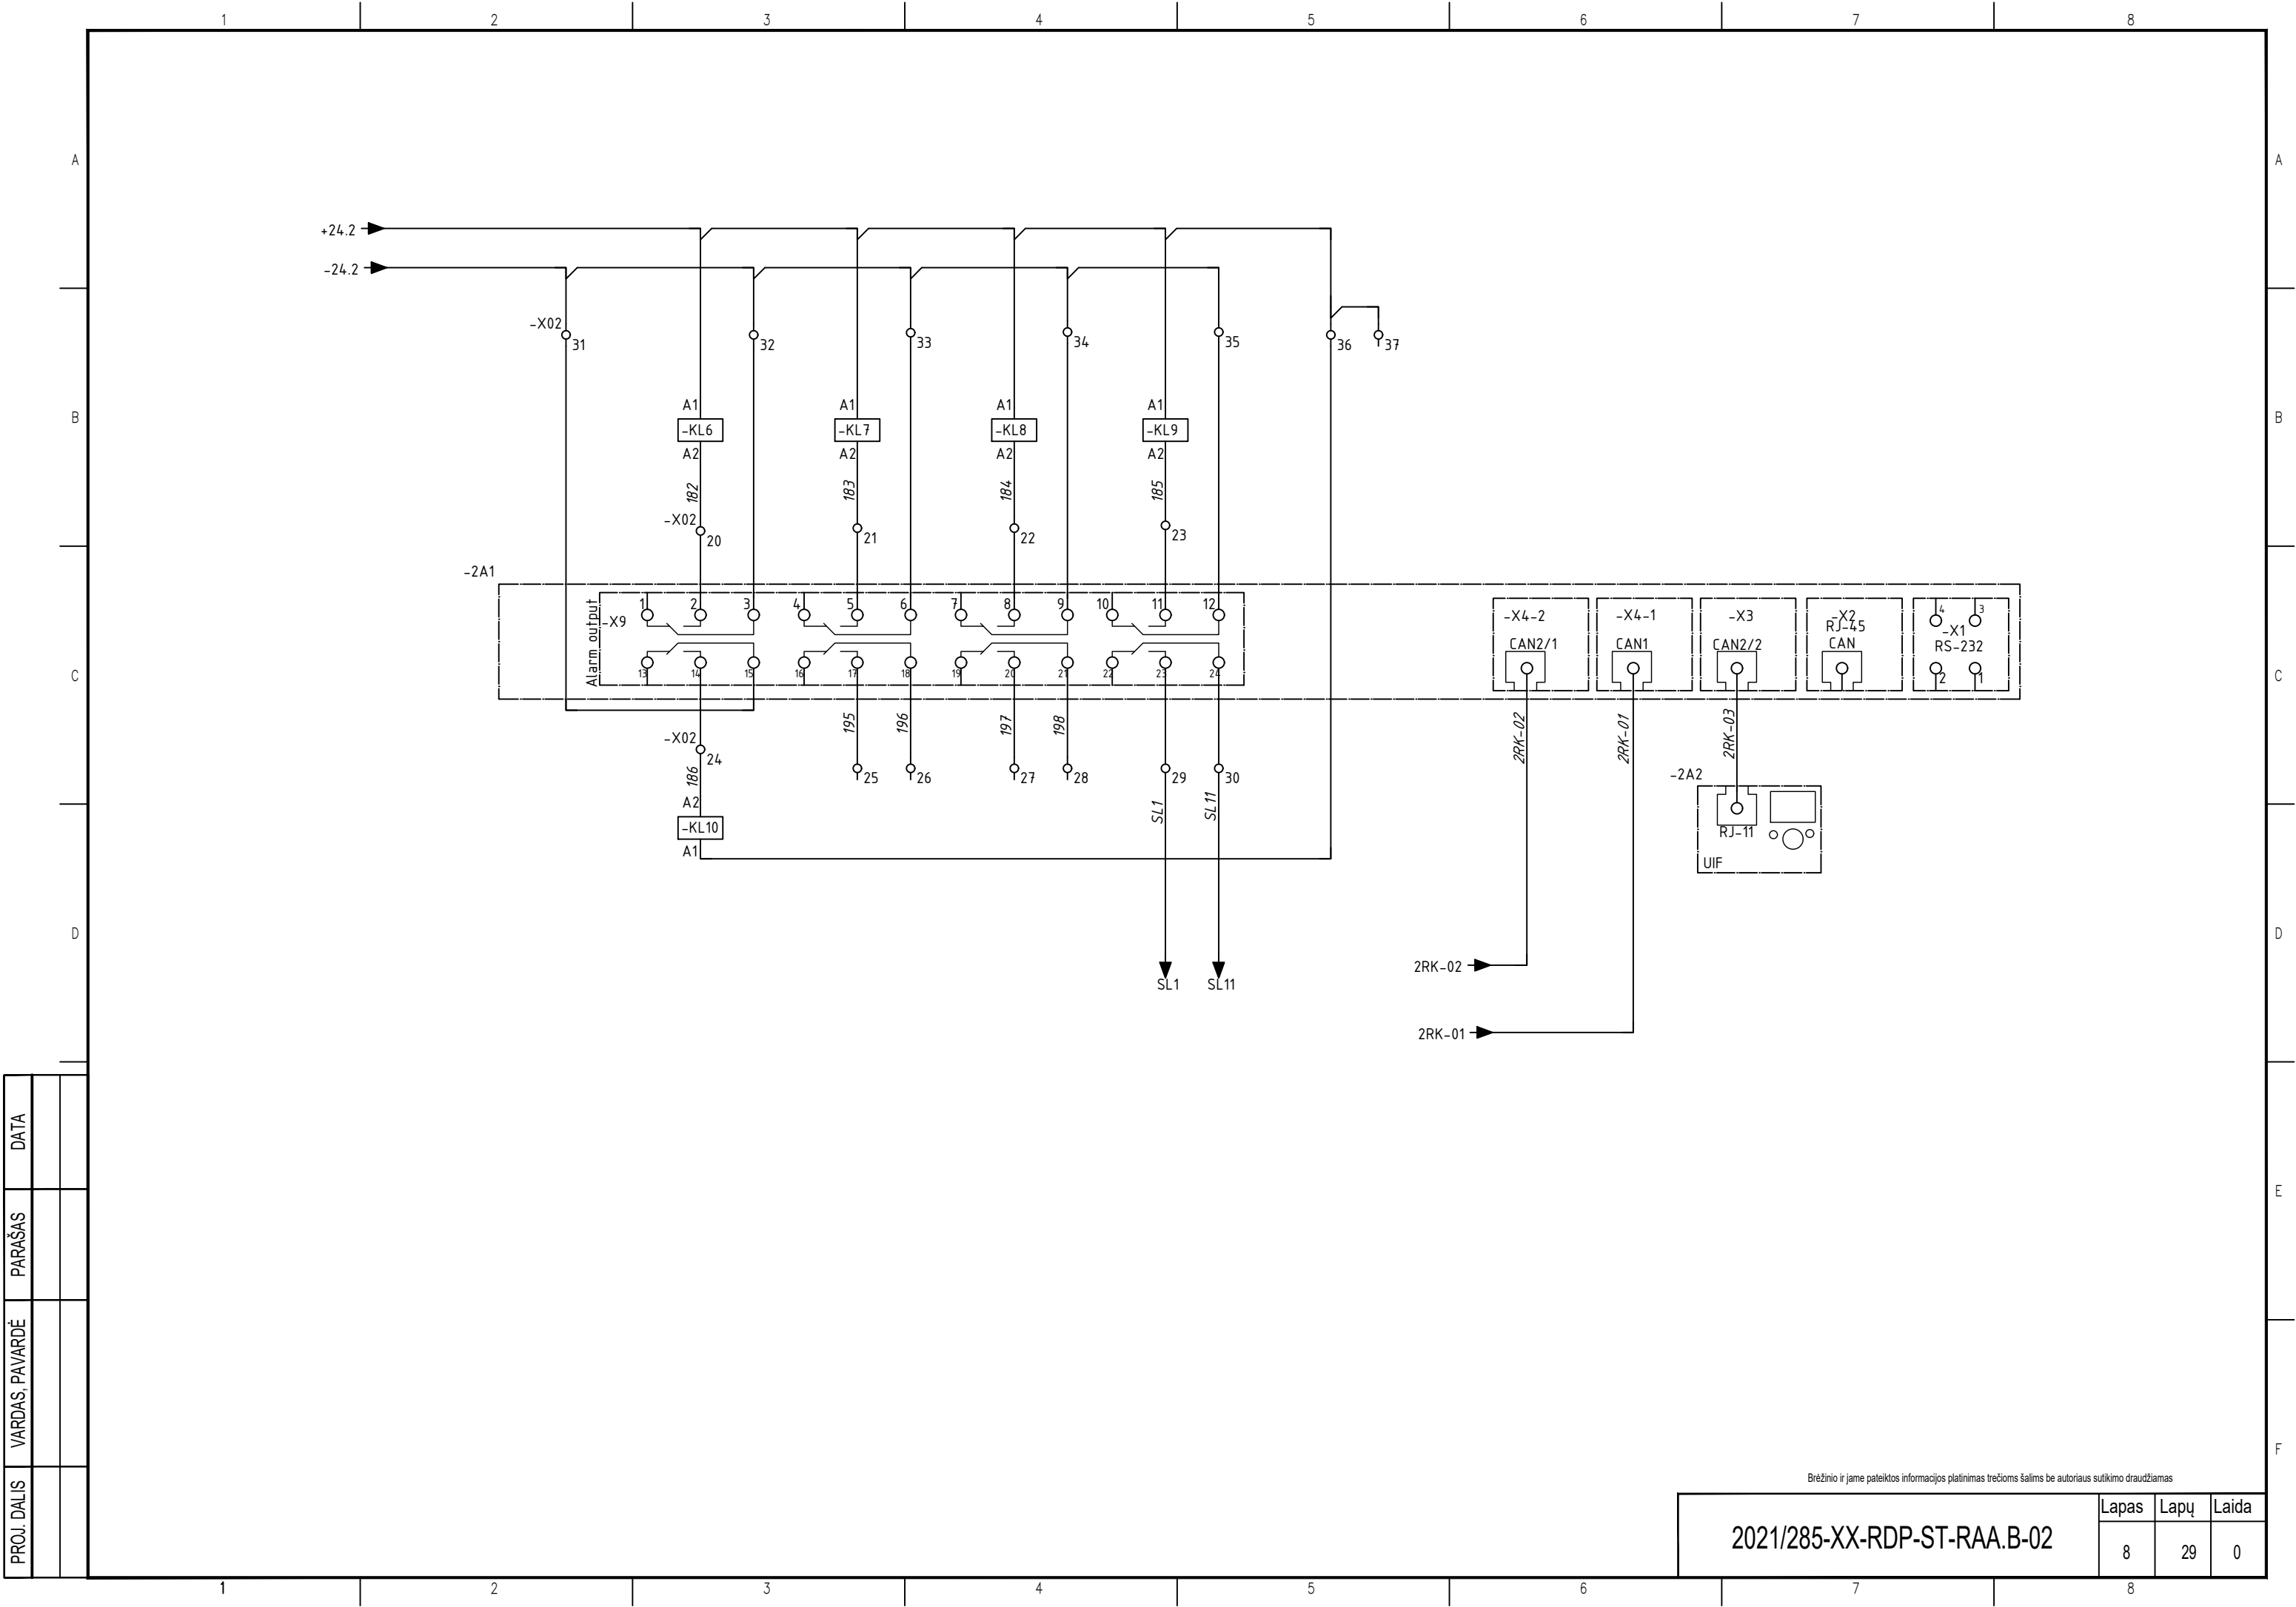 1 2 3 4 5 6 7 8
A A
+24.2
-24.2
-X02
31 32 33 34 35 36 37
A1 A1 A1 A1
B B
-KL6 -KL7 -KL8 -KL9
A2 A2 A2 A2
182 183 184 185
-X02
20 21 22 23
-2A1
Alarm output
-X9
1 2 3 4 5 6 7 8 9 10 11 12
13 14 15 16 17 18 19 20 21 22 23 24
-X4-2
CAN2/1
-X4-1
CAN1
-X3
CAN2/2
-X2
RJ-45
CAN
4 3
-X1
RS-232
2 1
C C
195 196 197 198
2RK-02 2RK-01 2RK-03
-X02
24
186
25 26 27 28 29 30
A2
-KL10
A1
SL1 SL11
-2A2
RJ-11
UIF
D D
2RK-02
SL1 SL11
2RK-01
DATA
PARAŠAS
VARDAS, PAVARDĖ
PROJ. DALIS
E
F
Brėžinio ir jame pateiktos informacijos platinimas trečioms šalims be autoriaus sutikimo draudžiamas
2021/285-XX-RDP-ST-RAA.B-02
Lapas Lapų Laida
8 29 0
1 2 3 4 5 6 7 8